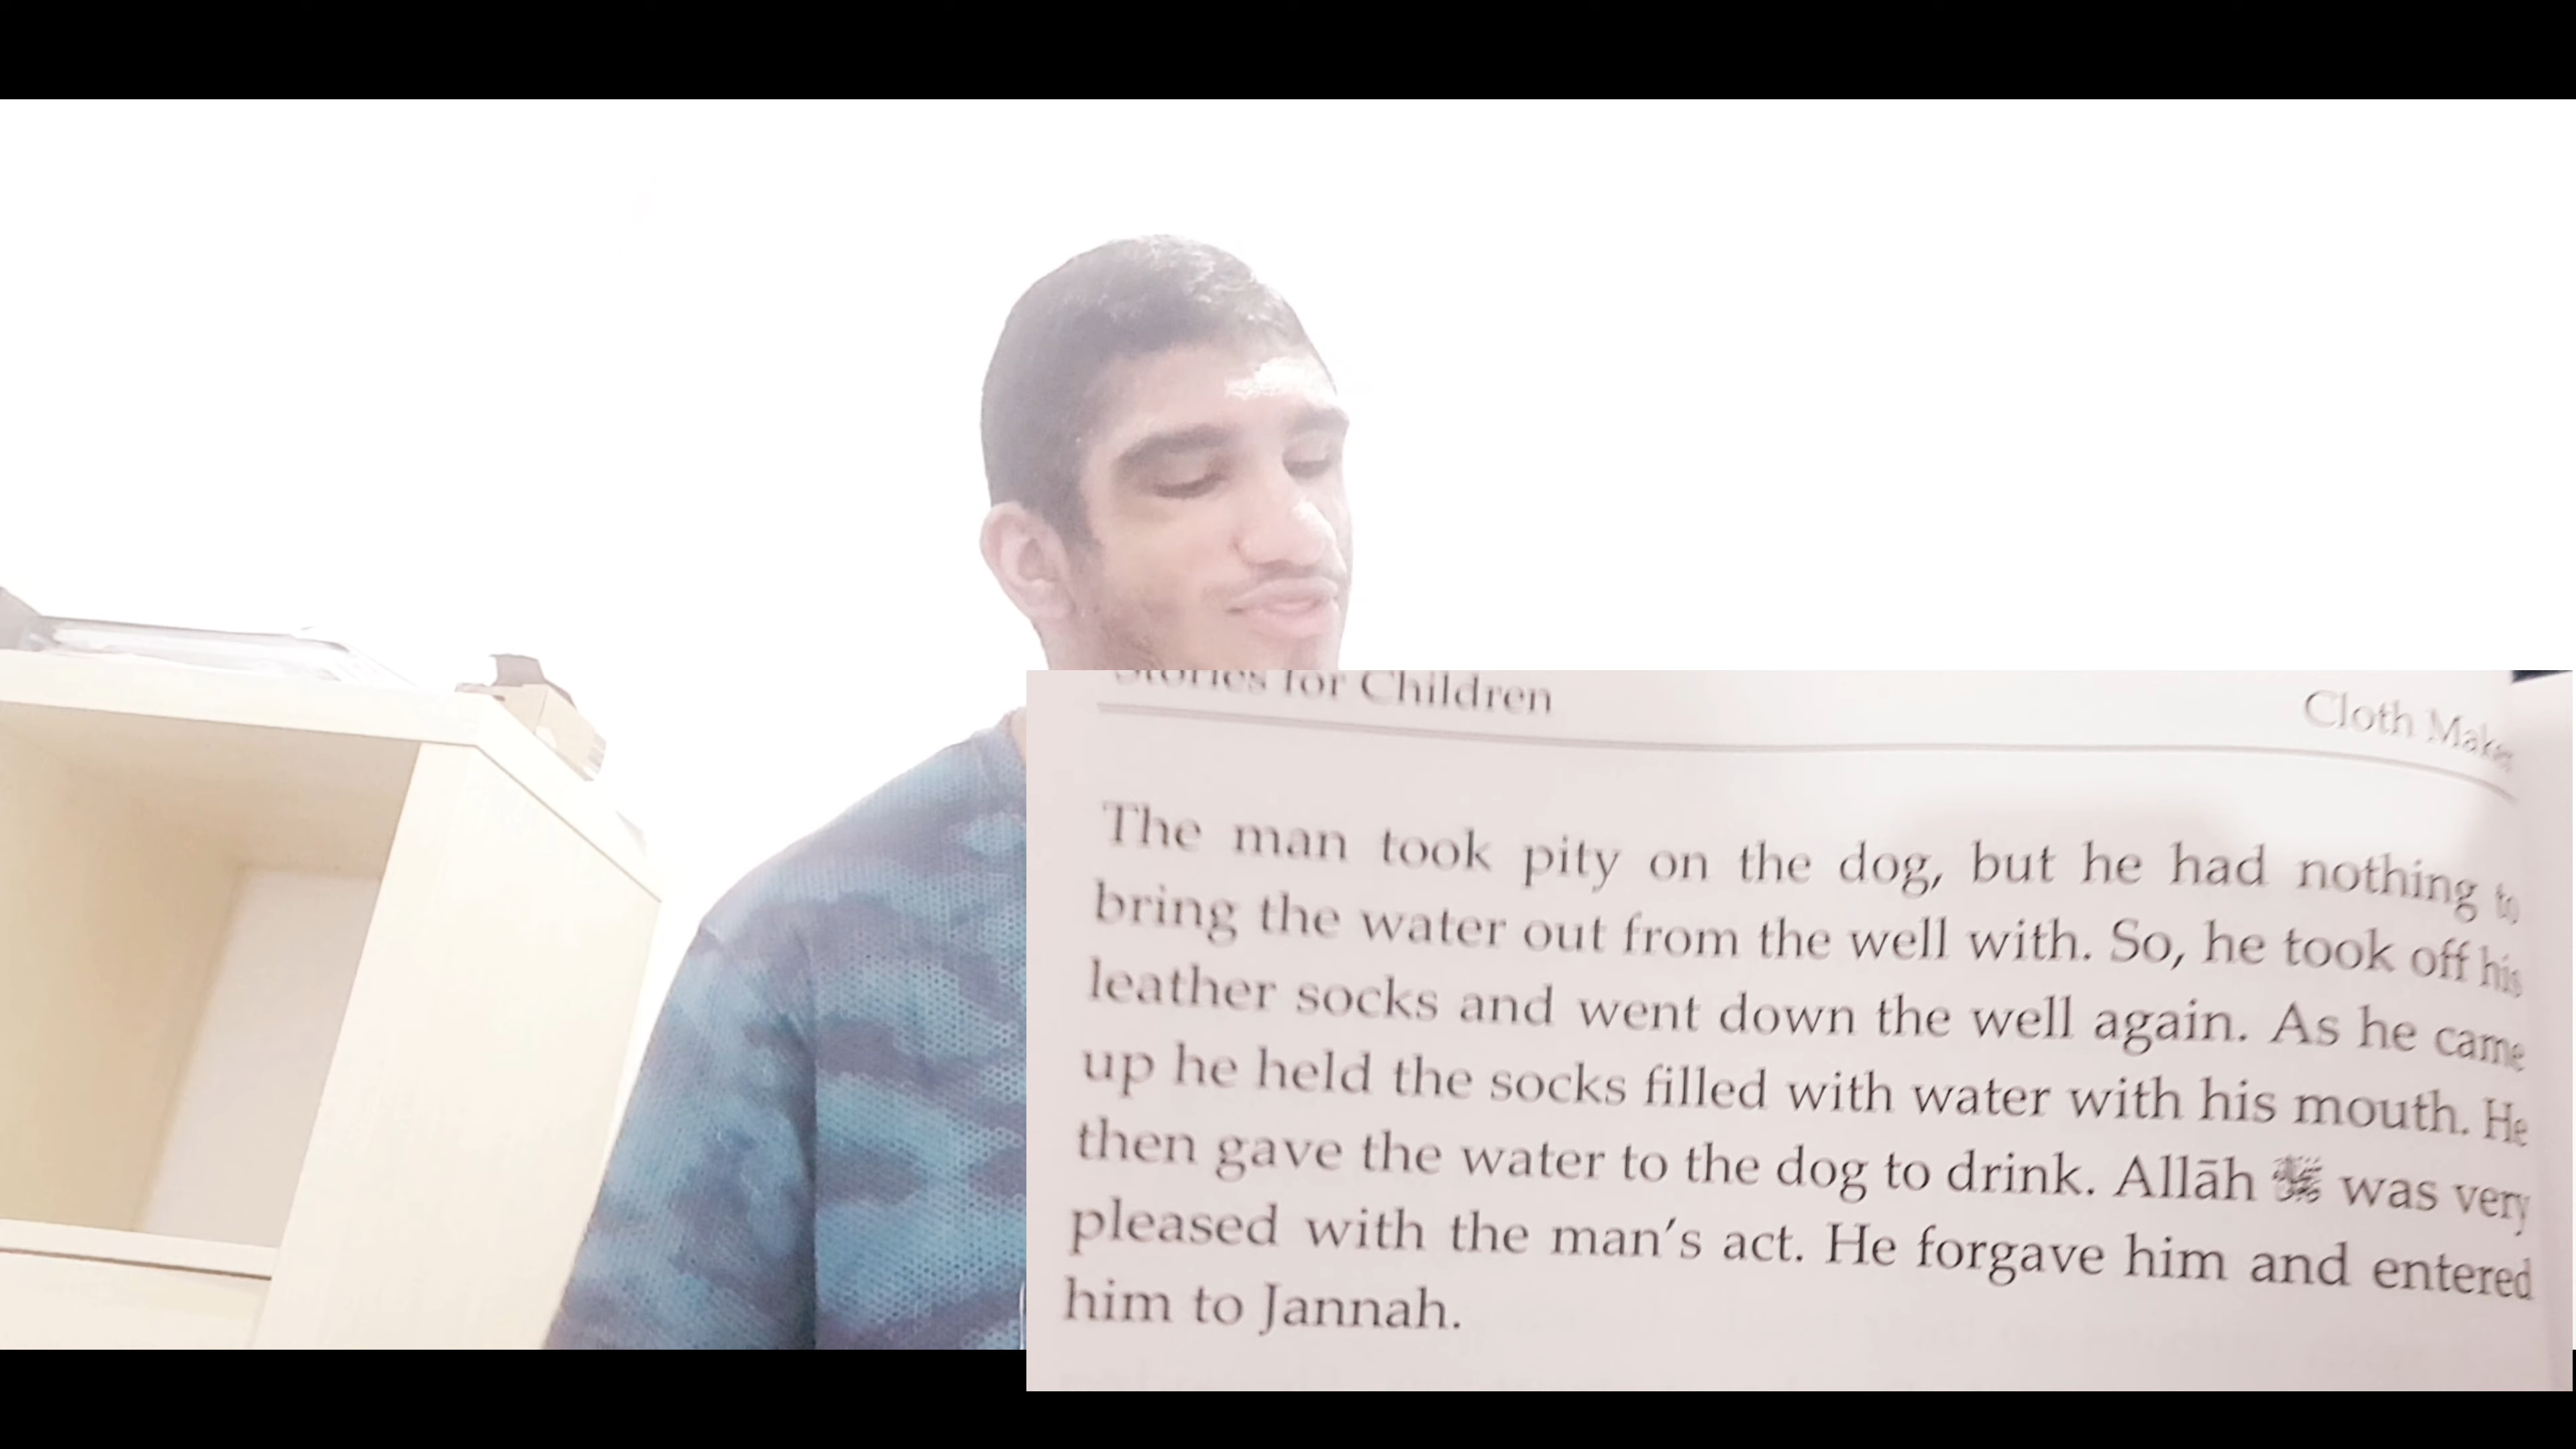 Stories for Children
Cloth Maker
The man took pity on the dog, but he had nothing to
bring the water out from the well with. So, he took off his
leather socks and went down the well again. As he came
up he held the socks filled with water with his mouth. He
then gave the water to the dog to drink. Allāh ﷻ was very
pleased with the man's act. He forgave him and entered
him to Jannah.